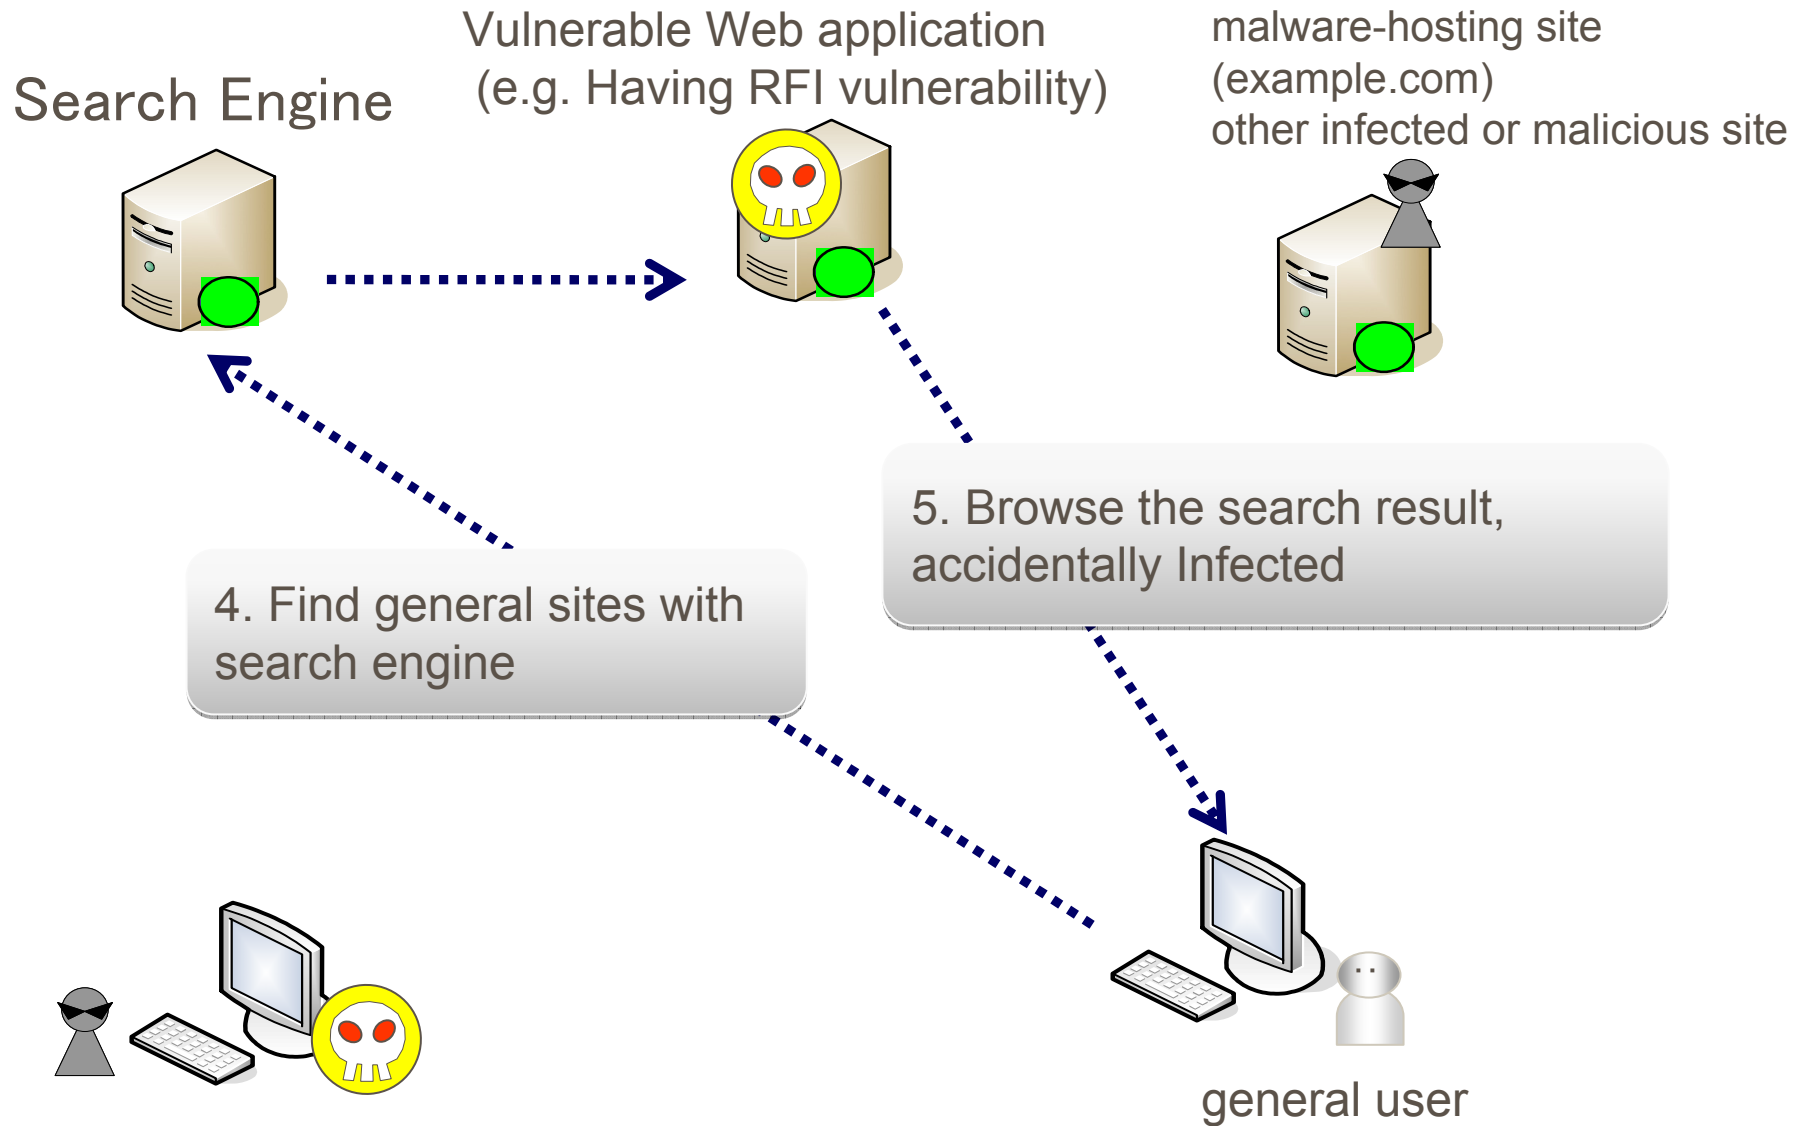 Search Engine
Vulnerable Web application
(e.g. Having RFI vulnerability)
malware-hosting site
(example.com)
other infected or malicious site
5. Browse the search result,
accidentally Infected
4. Find general sites with
search engine
general user